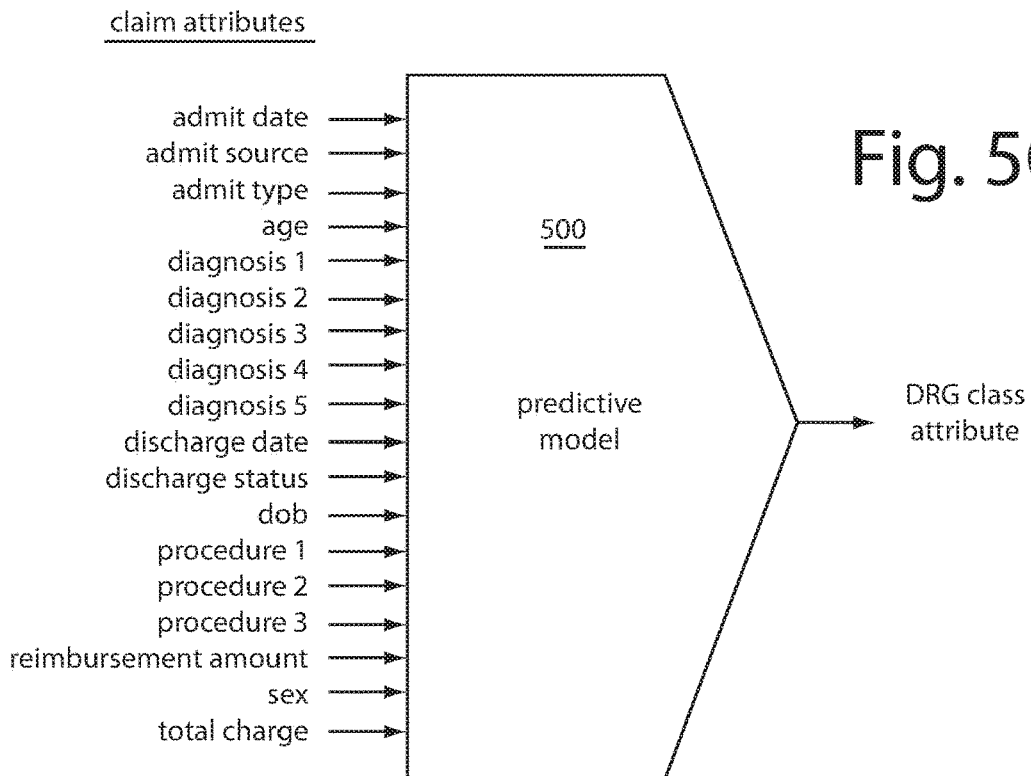 claim attributes
admit date
admit source
admit type
age
diagnosis 1
diagnosis 2
diagnosis 3
diagnosis 4
diagnosis 5
discharge date
discharge status
dob
procedure 1
procedure 2
procedure 3
reimbursement amount
sex
total charge
500
predictive
model
DRG class
attribute
Fig.